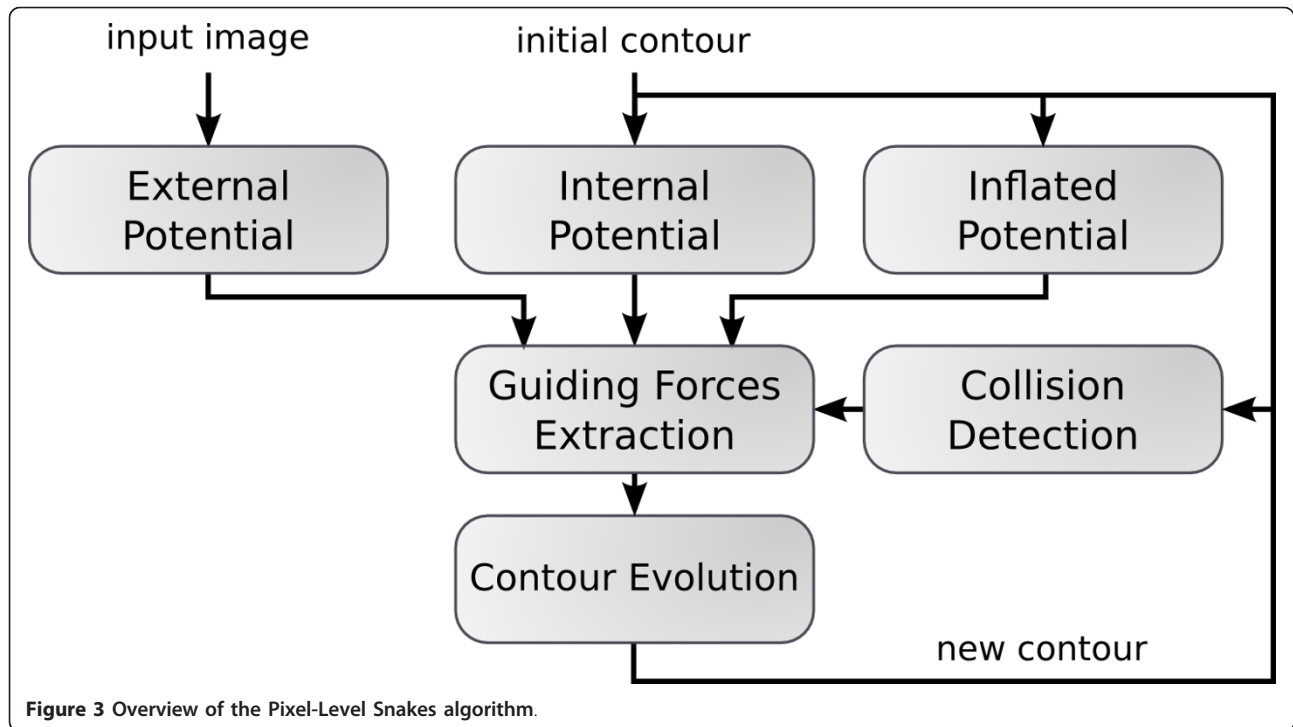 input image
initial contour
External
Potential
Internal
Potential
Inflated
Potential
Guiding Forces
Extraction
Collision
Detection
Contour Evolution
new contour
Figure 3 Overview of the Pixel-Level Snakes algorithm.